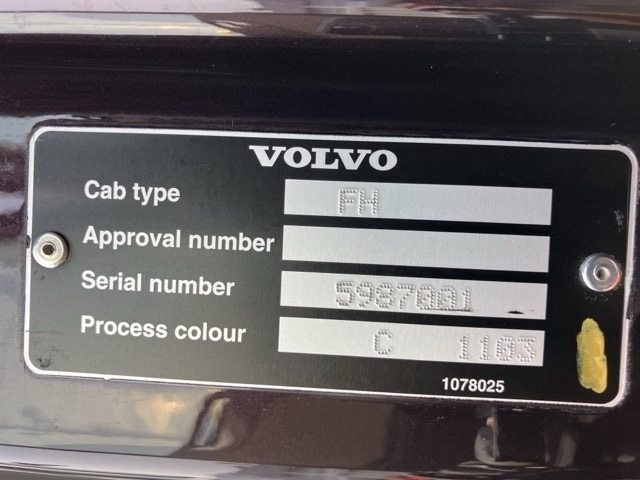 VOLVO
Cab type FH
Approval number
Serial number 5987001
Process colour C 1103
1078025